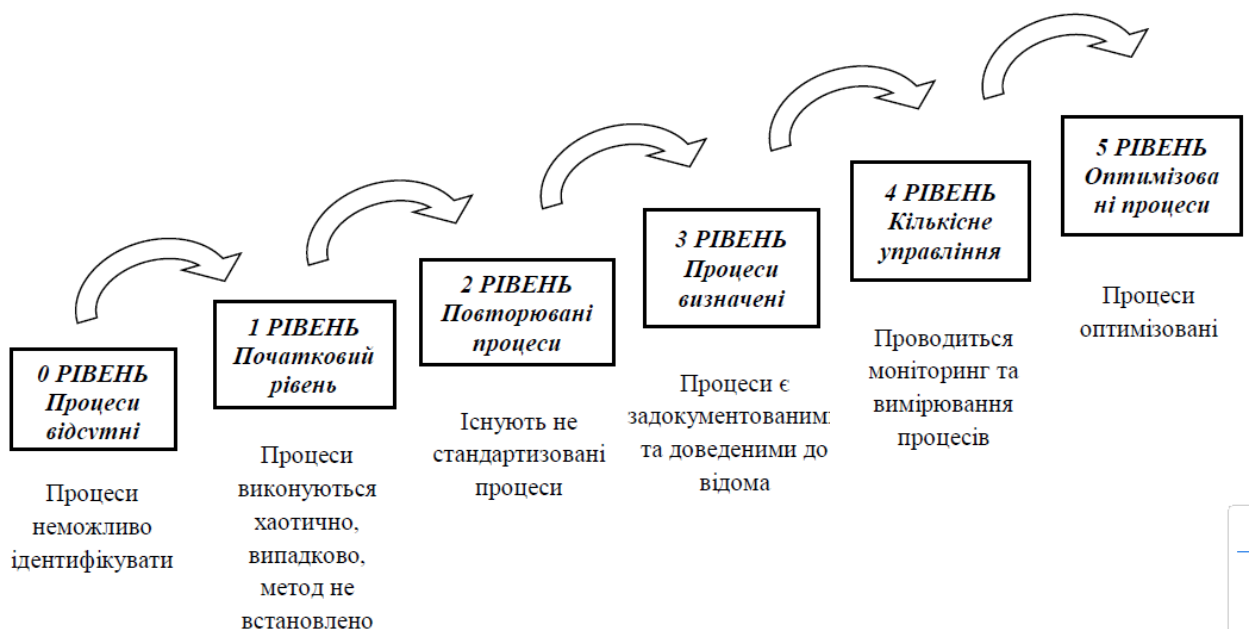 0 РІВЕНЬ
Процеси
відсутні
Процеси
неможливо
ідентифікувати
1 РІВЕНЬ
Початковий
рівень
Процеси
виконуються
хаотично,
випадково,
метод не
встановлено
2 РІВЕНЬ
Повторювані
процеси
Існують не
стандартизовані
процеси
3 РІВЕНЬ
Процеси
визначені
Процеси є
задокументованим
та доведеними до
відома
4 РІВЕНЬ
Кількісне
управління
Проводиться
моніторинг та
вимірювання
процесів
5 РІВЕНЬ
Оптимізова
ні процеси
Процеси
оптимізовані